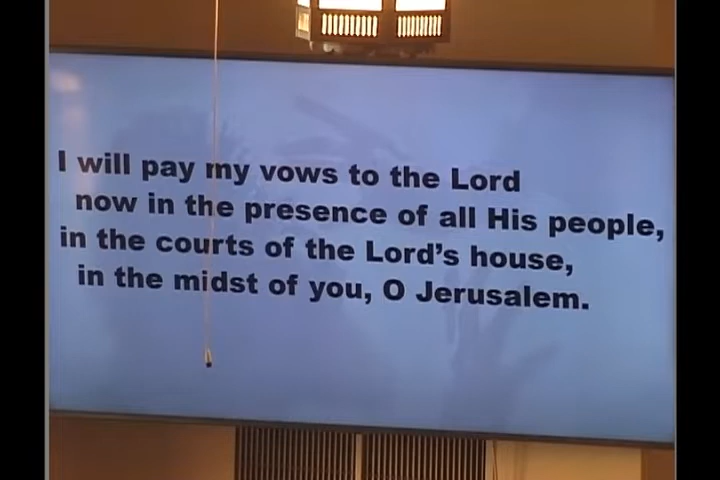 I will pay my vows to the Lord
now in the presence of all His people,
in the courts of the Lord's house,
in the midst of you, O Jerusalem.